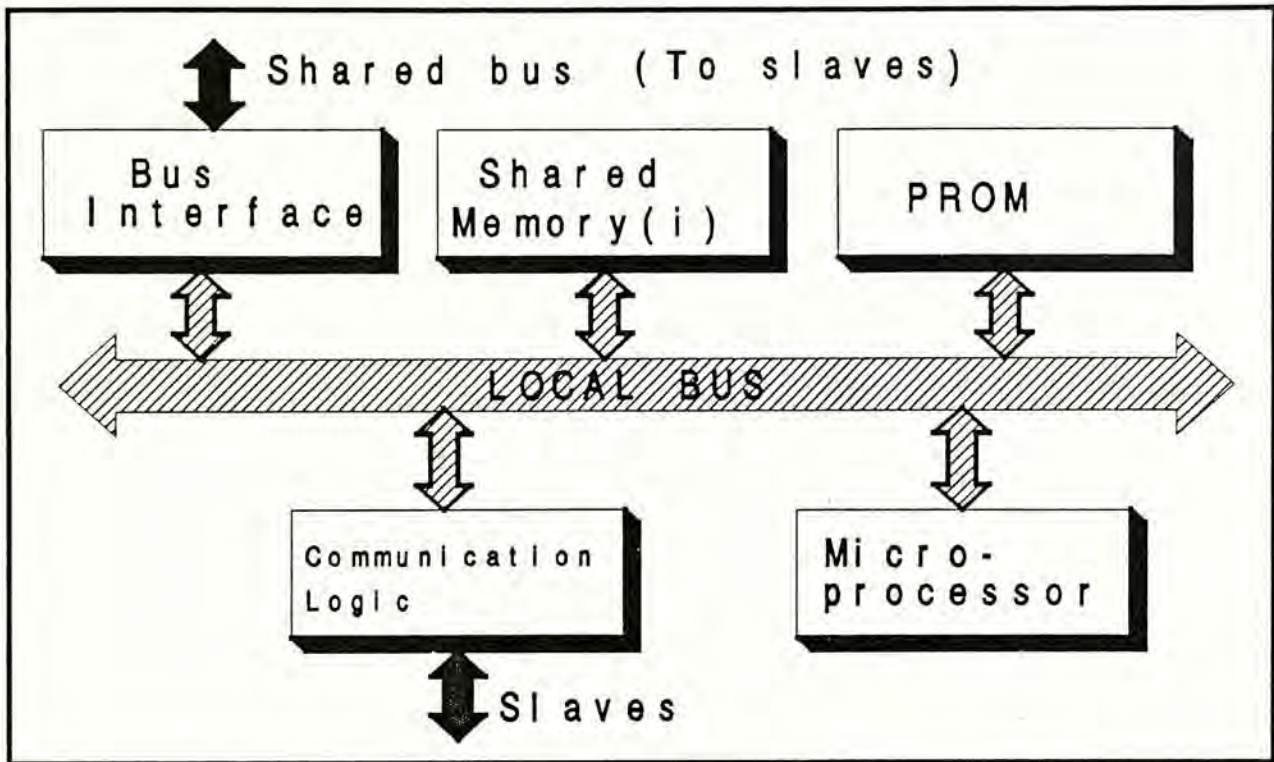 Shared bus (To slaves)
Bus
Interface
Shared
Memory(i)
PROM
LOCAL BUS
Communication
Logic
Micro-
processor
Slaves